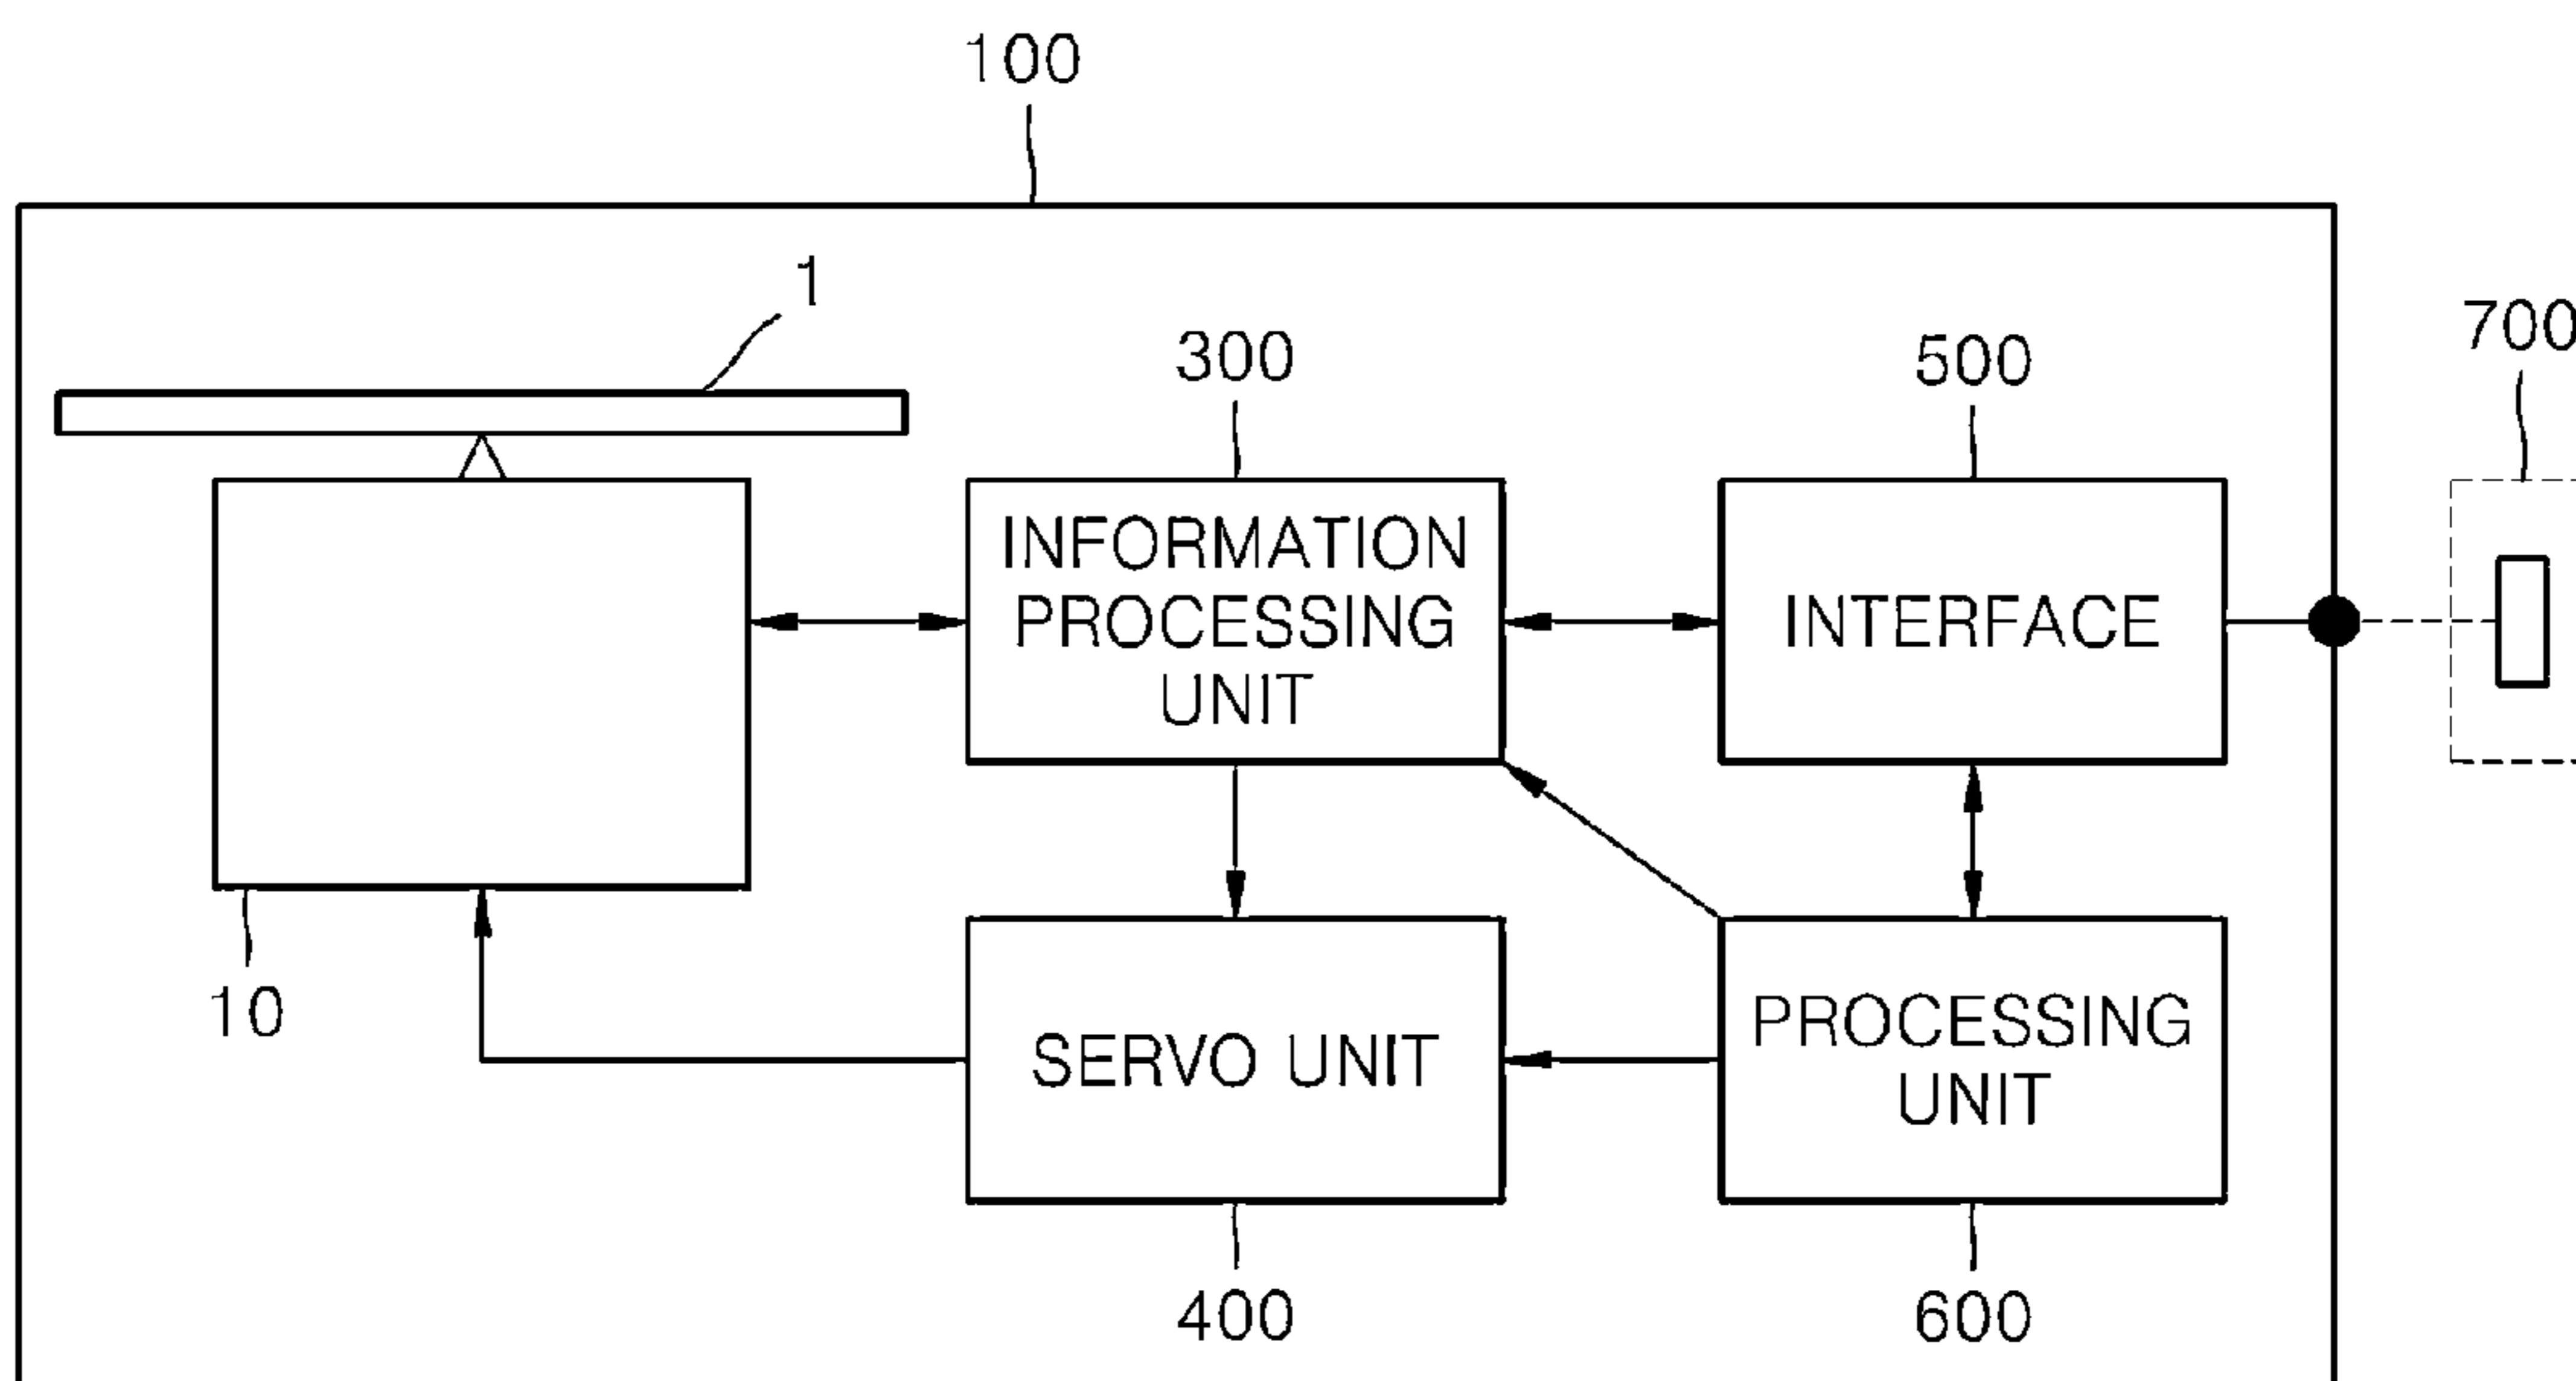 100
1
300
500
700
INFORMATION
PROCESSING
UNIT
INTERFACE
10
SERVO UNIT
PROCESSING
UNIT
400
600